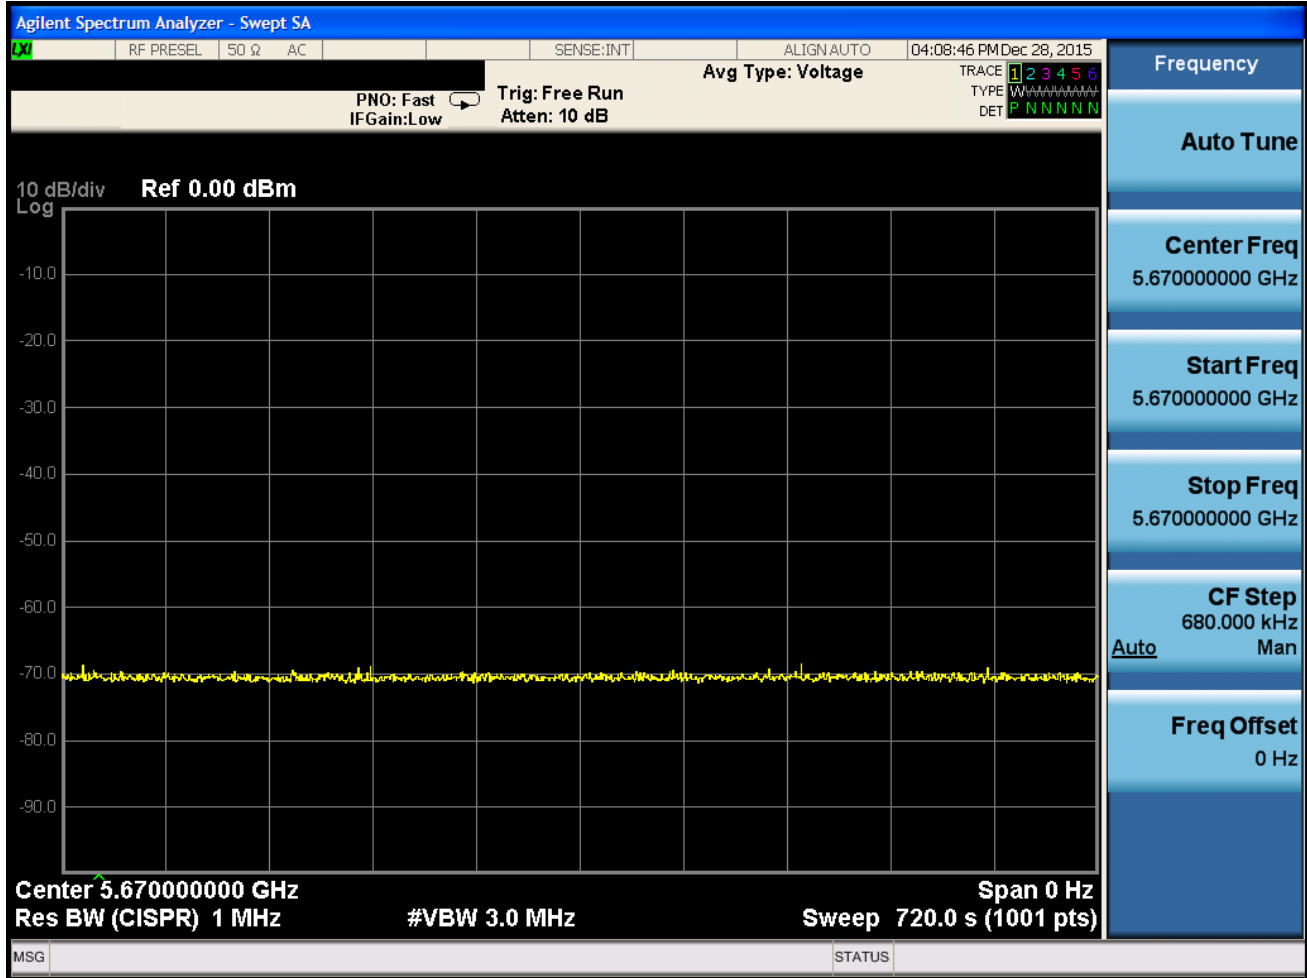 Agilent Spectrum Analyzer - Swept SA
LXI RF PRESEL 50 Ω AC SENSE:INT ALIGN AUTO 04:08:46 PM Dec 28, 2015
Avg Type: Voltage
PNO: Fast
IFGain:Low
Trig: Free Run
Atten: 10 dB
TRACE 1 2 3 4 5 6
TYPE W
DET P N N N N N
10 dB/div Ref 0.00 dBm
Log
-10.0
-20.0
-30.0
-40.0
-50.0
-60.0
-70.0
-80.0
-90.0
Center 5.670000000 GHz Span 0 Hz
Res BW (CISPR) 1 MHz #VBW 3.0 MHz Sweep 720.0 s (1001 pts)
MSG STATUS
Frequency
Auto Tune
Center Freq
5.670000000 GHz
Start Freq
5.670000000 GHz
Stop Freq
5.670000000 GHz
CF Step
680.000 kHz
Auto Man
Freq Offset
0 Hz